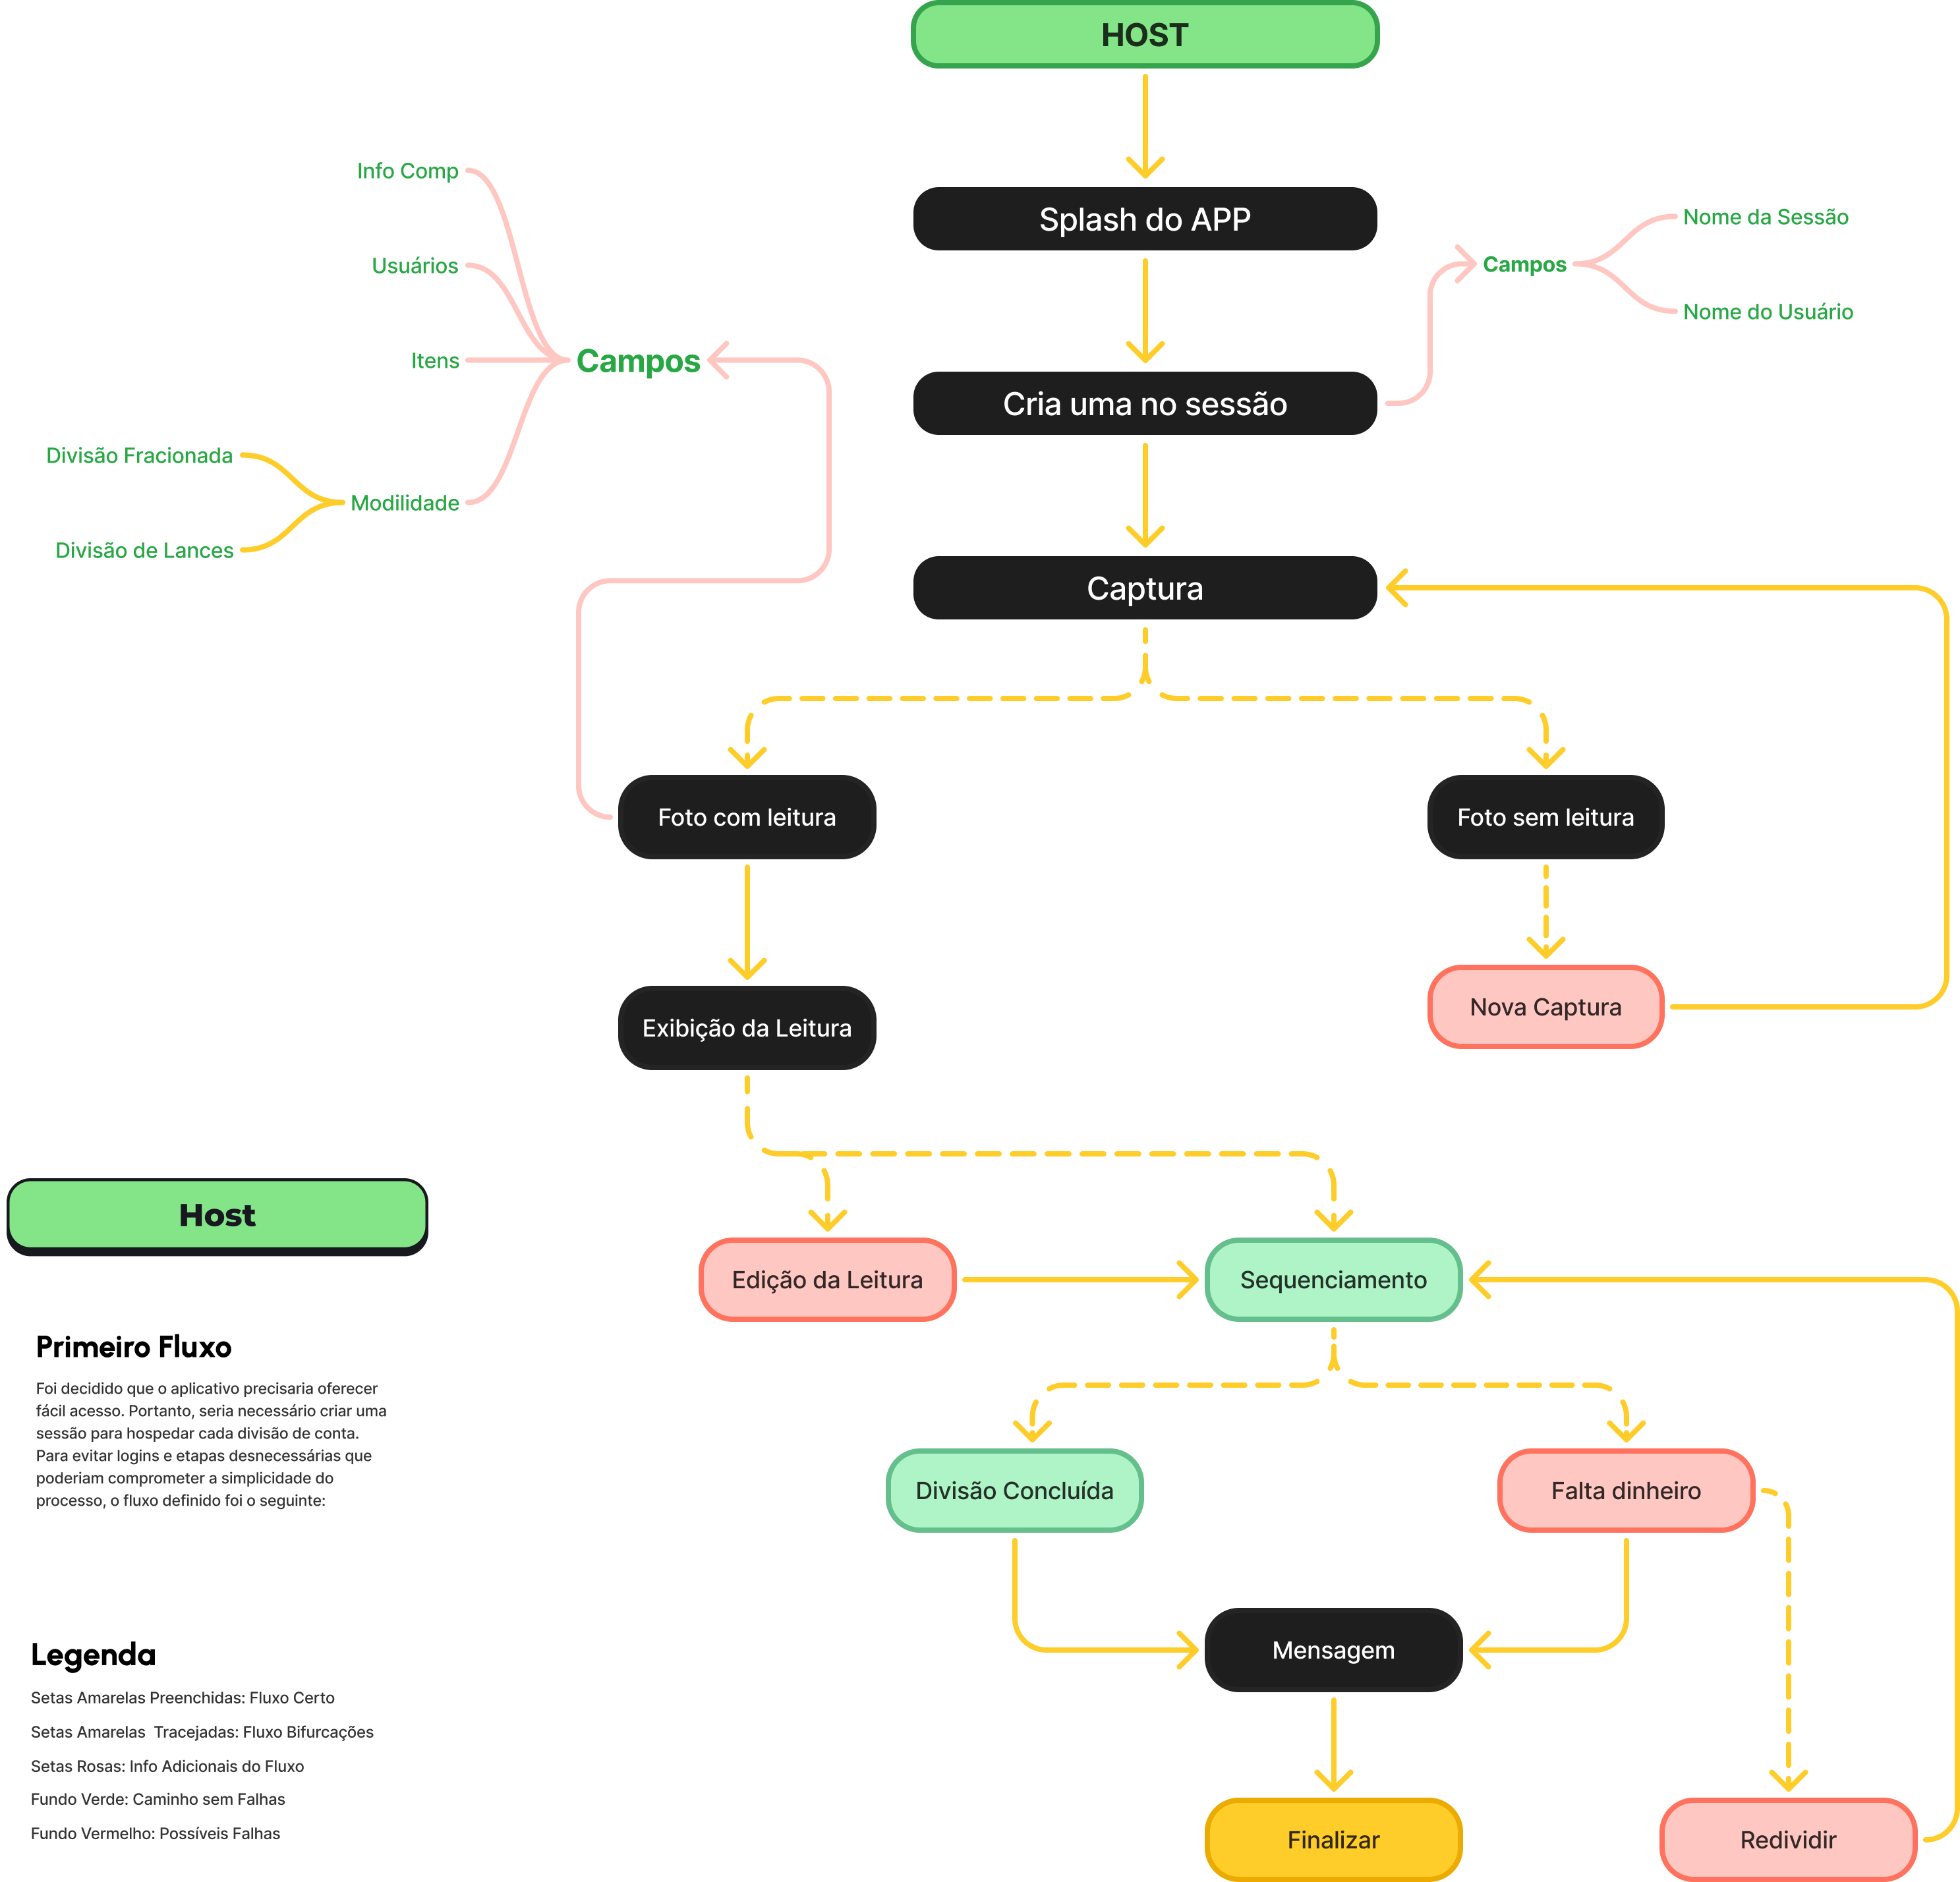 HOST
Info Comp
Splash do APP
Nome da Sessão
Usuários
Campos
Nome do Usuário
Itens
Campos
Cria uma no sessão
Divisão Fracionada
Modilidade
Divisão de Lances
Captura
Foto com leitura
Foto sem leitura
Nova Captura
Exibição da Leitura
Host
Edição da Leitura
Sequenciamento
Primeiro Fluxo
Foi decidido que o aplicativo precisaria oferecer
fácil acesso. Portanto, seria necessário criar uma
sessão para hospedar cada divisão de conta.
Para evitar logins e etapas desnecessárias que
poderiam comprometer a simplicidade do
processo, o fluxo definido foi o seguinte:
Divisão Concluída
Falta dinheiro
Mensagem
Legenda
Setas Amarelas Preenchidas: Fluxo Certo
Setas Amarelas  Tracejadas: Fluxo Bifurcações
Setas Rosas: Info Adicionais do Fluxo
Fundo Verde: Caminho sem Falhas
Fundo Vermelho: Possíveis Falhas
Finalizar
Redividir